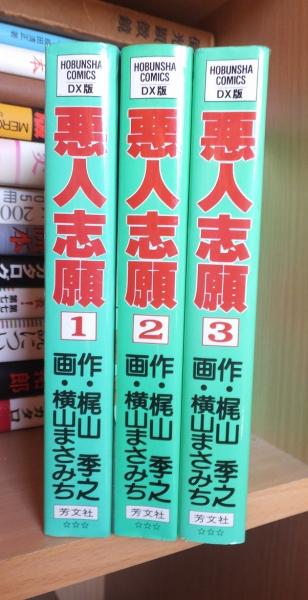 HOBUNSHA
COMICS
DX版
悪人志願
1
作・梶山季之
画・横山まさみち
芳文社
☆☆☆
HOBUNSHA
COMICS
DX版
悪人志願
2
作・梶山季之
画・横山まさみち
芳文社
☆☆☆
HOBUNSHA
COMICS
DX版
悪人志願
3
作・梶山季之
画・横山まさみち
芳文社
☆☆☆